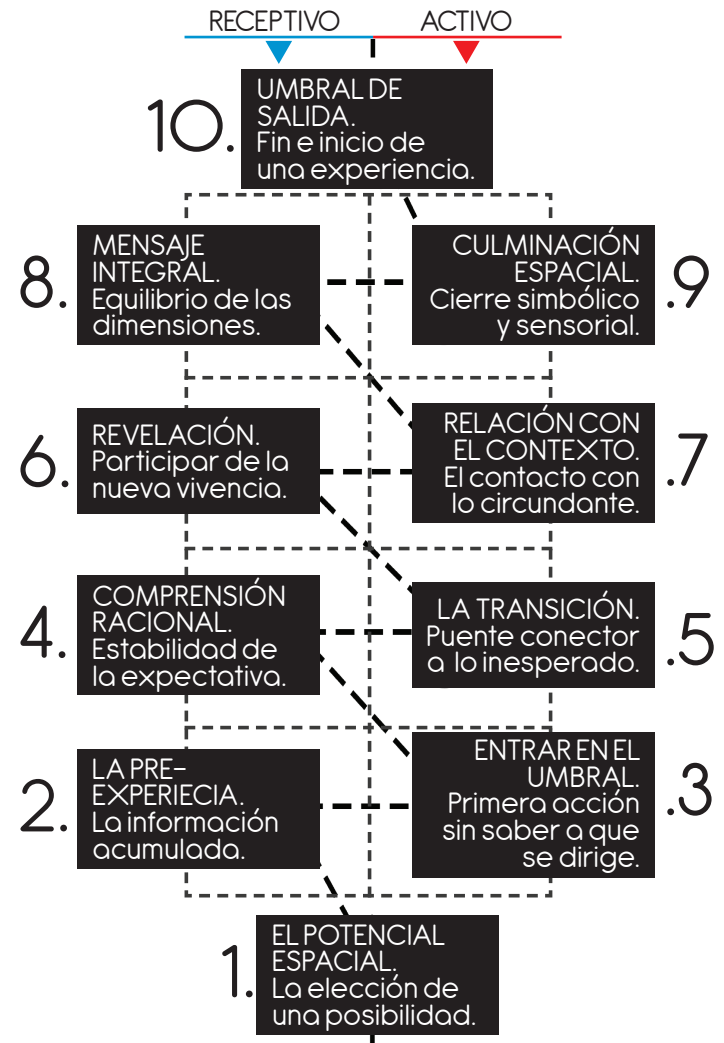 RECEPTIVO
ACTIVO
10.
UMBRAL DE
SALIDA.
Fin e inicio de
una experiencia.
8.
MENSAJE
INTEGRAL.
Equilibrio de las
dimensiones.
CULMINACIÓN
ESPACIAL.
Cierre simbólico
y sensorial.
.9
6.
REVELACIÓN.
Participar de la
nueva vivencia.
RELACIÓN CON
EL CONTEXTO.
El contacto con
lo circundante.
.7
4.
COMPRENSIÓN
RACIONAL.
Estabilidad de
la expectativa.
LA TRANSICIÓN.
Puente conector
a lo inesperado.
.5
2.
LA PRE-
EXPERIECIA.
La información
acumulada.
ENTRAR EN EL
UMBRAL.
Primera acción
sin saber a que
se dirige.
.3
1.
EL POTENCIAL
ESPACIAL.
La elección de
una posibilidad.